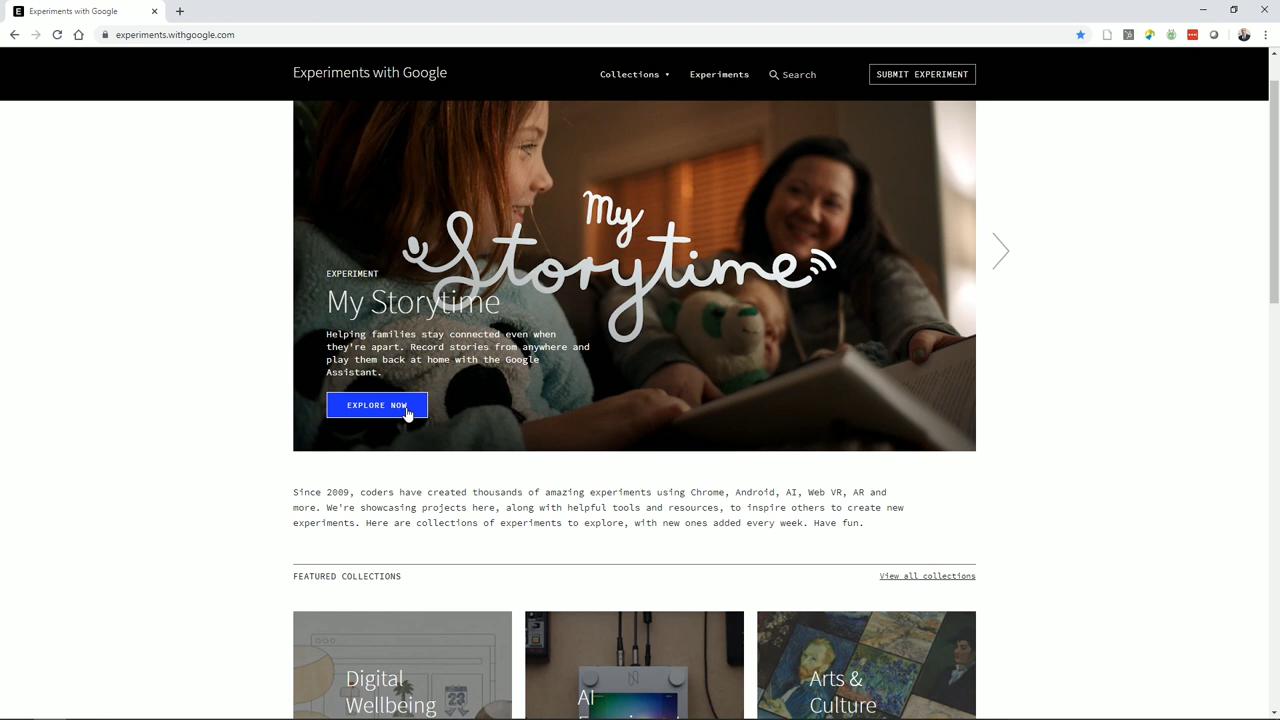 E Experiments with Google
experiments.withgoogle.com
Experiments with Google
Collections
Experiments
Search
SUBMIT EXPERIMENT
My
Storytime
EXPERIMENT
My Storytime
Helping families stay connected even when
they're apart. Record stories from anywhere and
play them back at home with the Google
Assistant.
EXPLORE NOW
Since 2009, coders have created thousands of amazing experiments using Chrome, Android, AI, Web VR, AR and
more. We're showcasing projects here, along with helpful tools and resources, to inspire others to create new
experiments. Here are collections of experiments to explore, with new ones added every week. Have fun.
FEATURED COLLECTIONS
View all collections
Digital
Wellbeing
23
AI
Arts &
Culture